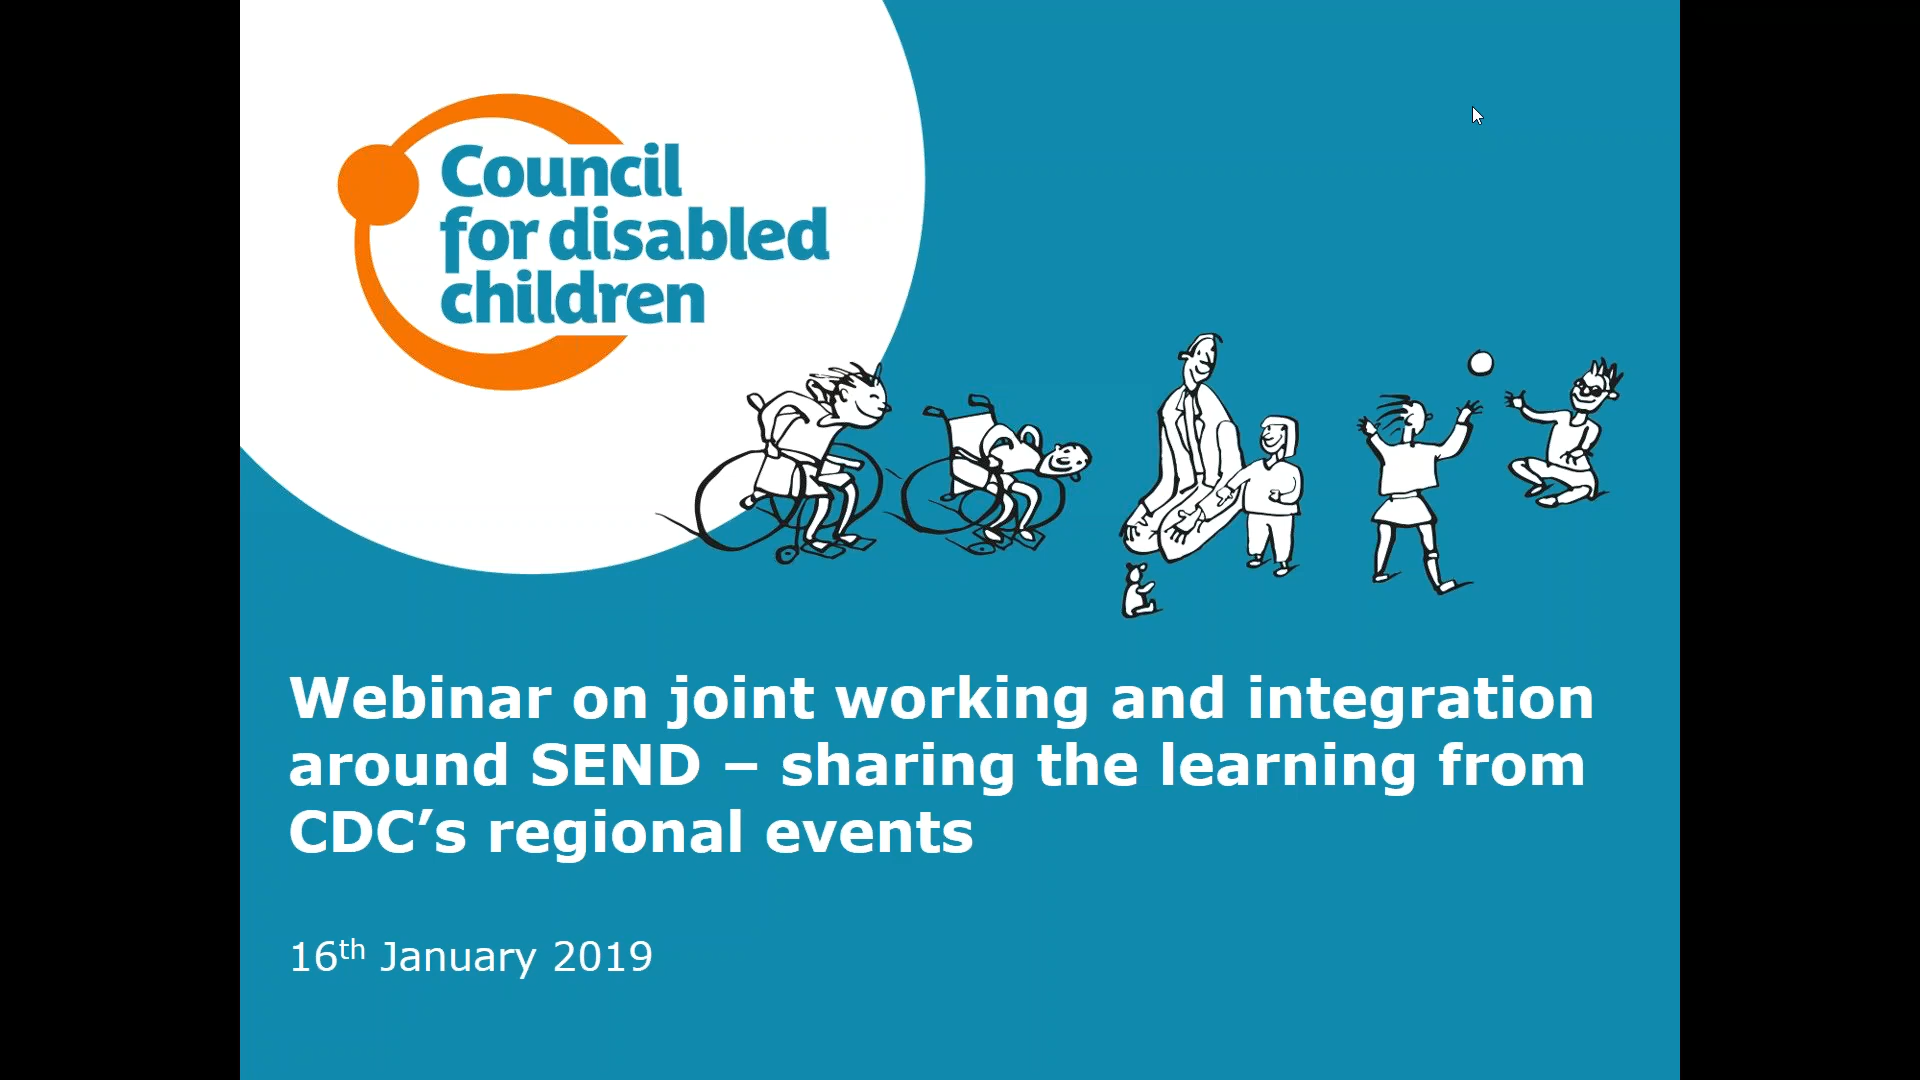 Council
for disabled
children
Webinar on joint working and integration
around SEND – sharing the learning from
CDC’s regional events
16th January 2019